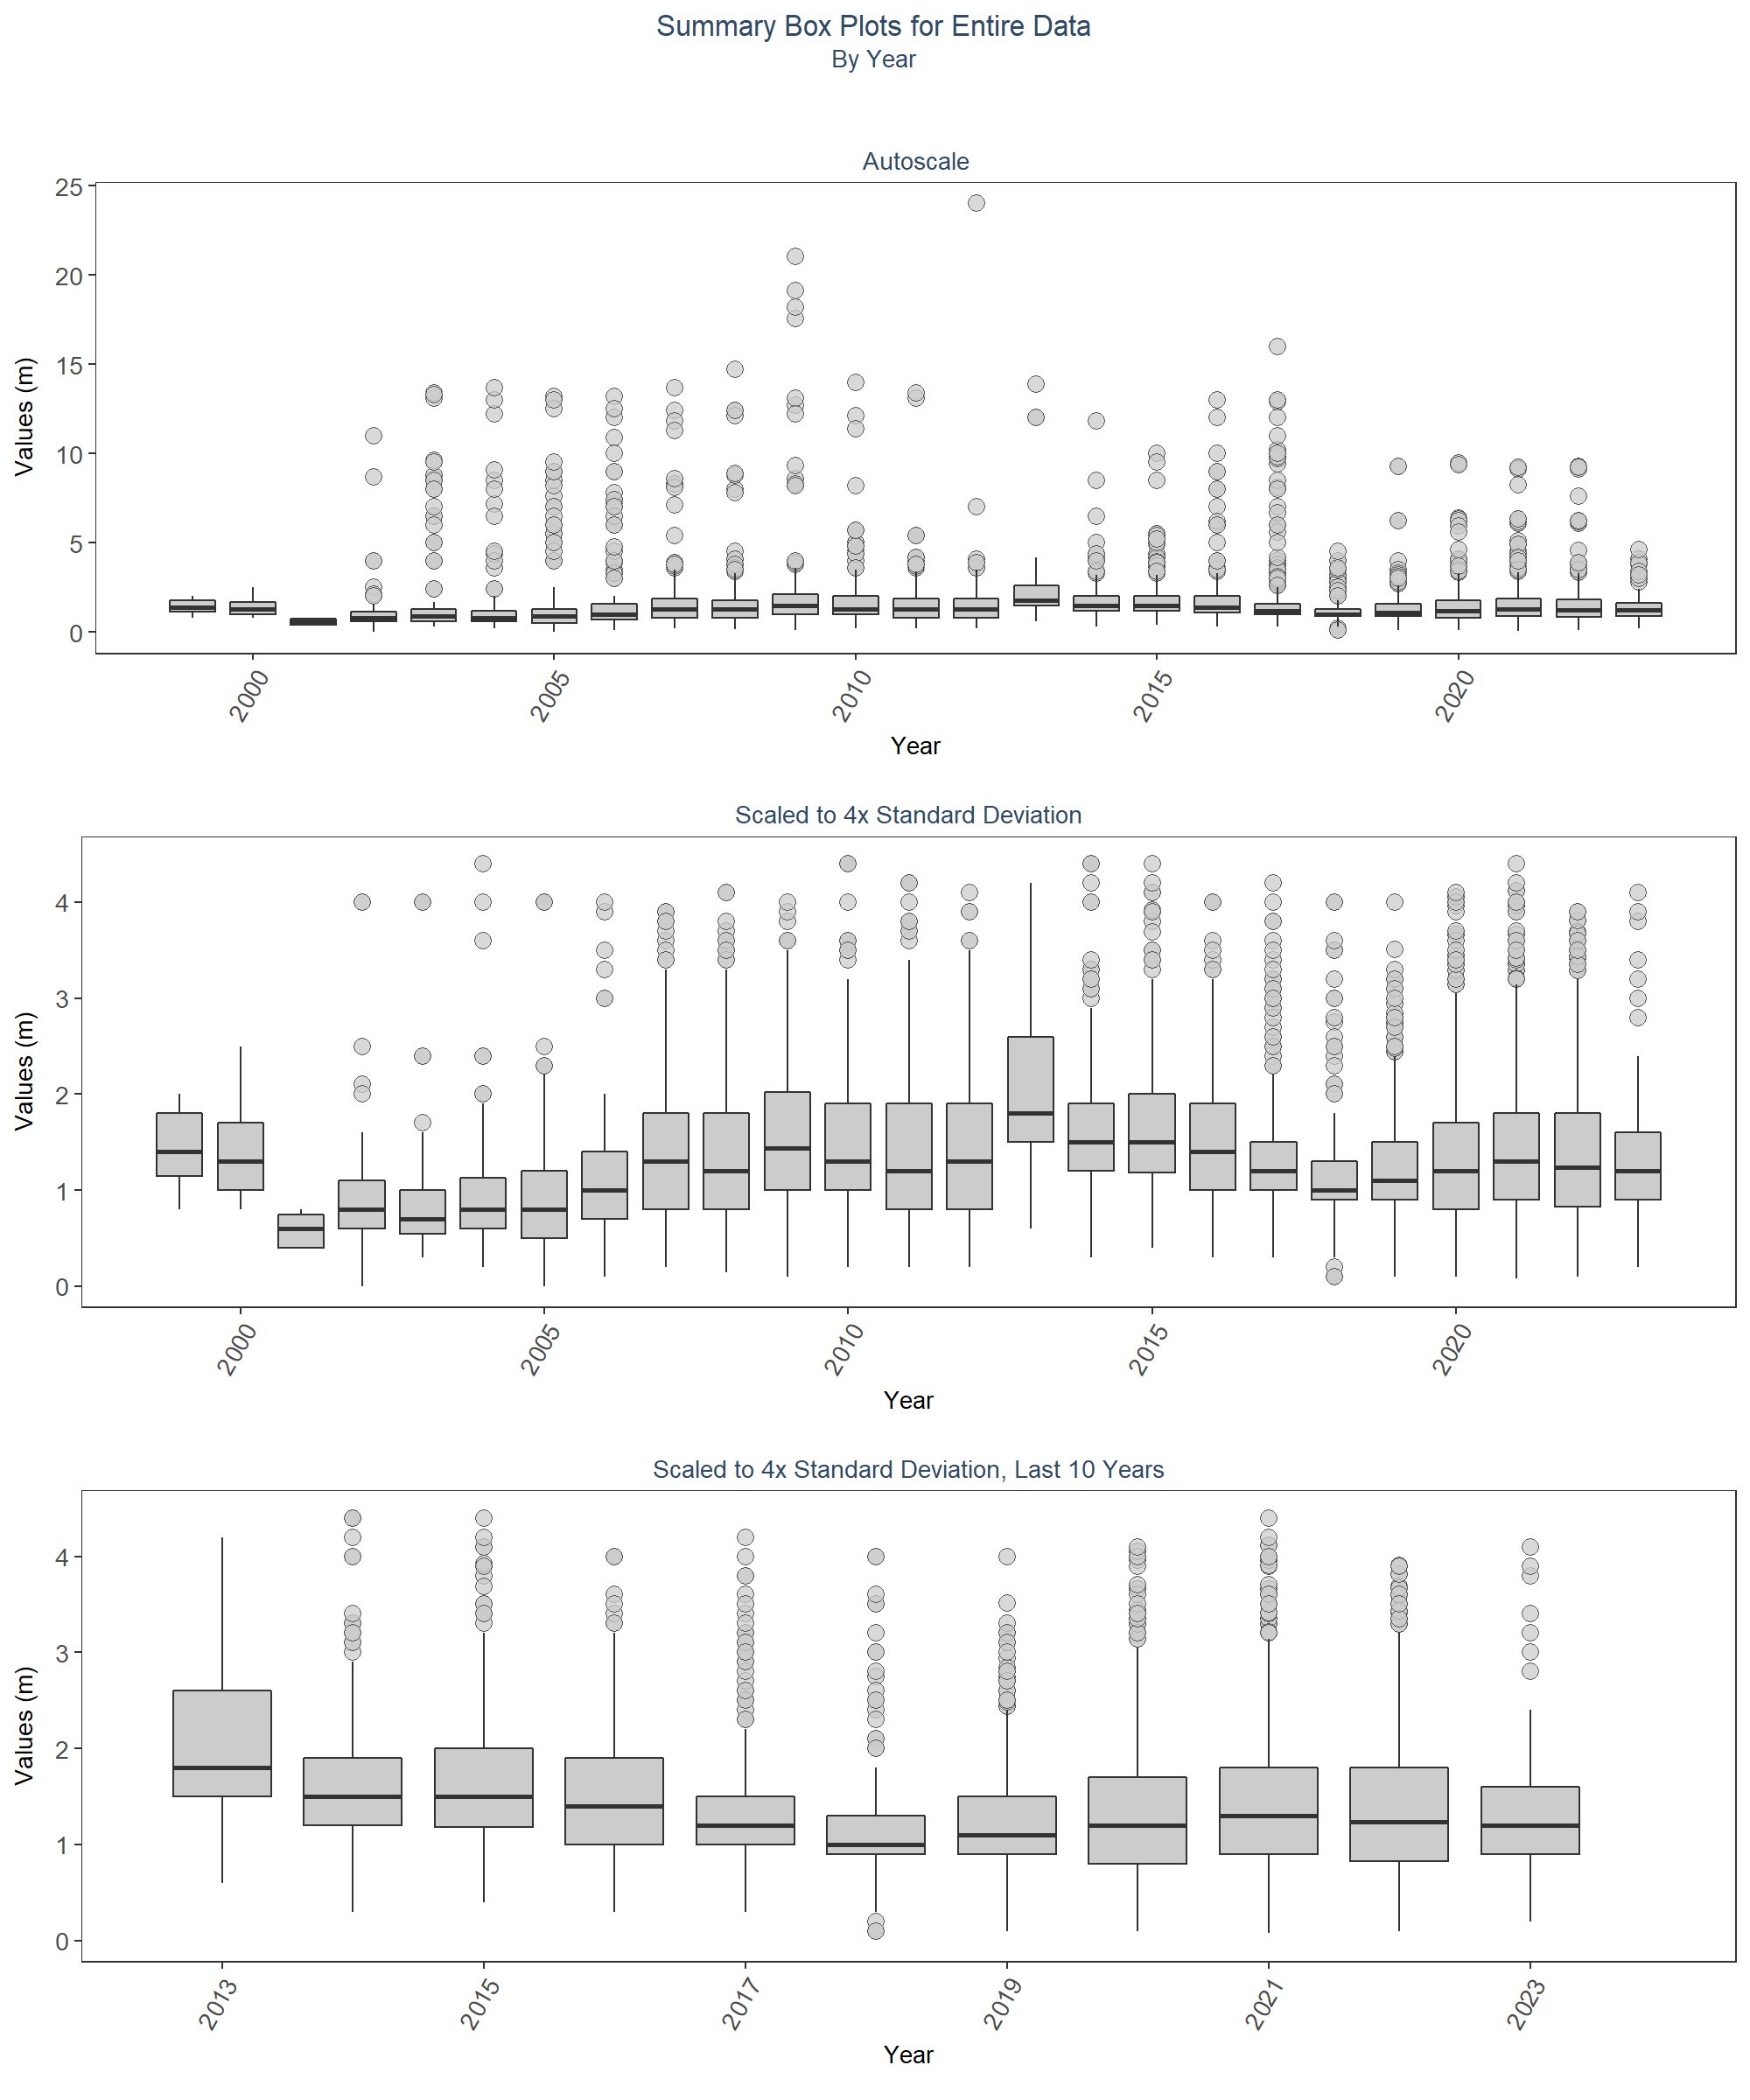 Summary Box Plots for Entire Data
By Year
Autoscale
Values (m)
25
20
15
10
5
0
2000 2005 2010 2015 2020
Year
Scaled to 4x Standard Deviation
Values (m)
4
3
2
1
0
2000 2005 2010 2015 2020
Year
Scaled to 4x Standard Deviation, Last 10 Years
Values (m)
4
3
2
1
0
2013 2015 2017 2019 2021 2023
Year